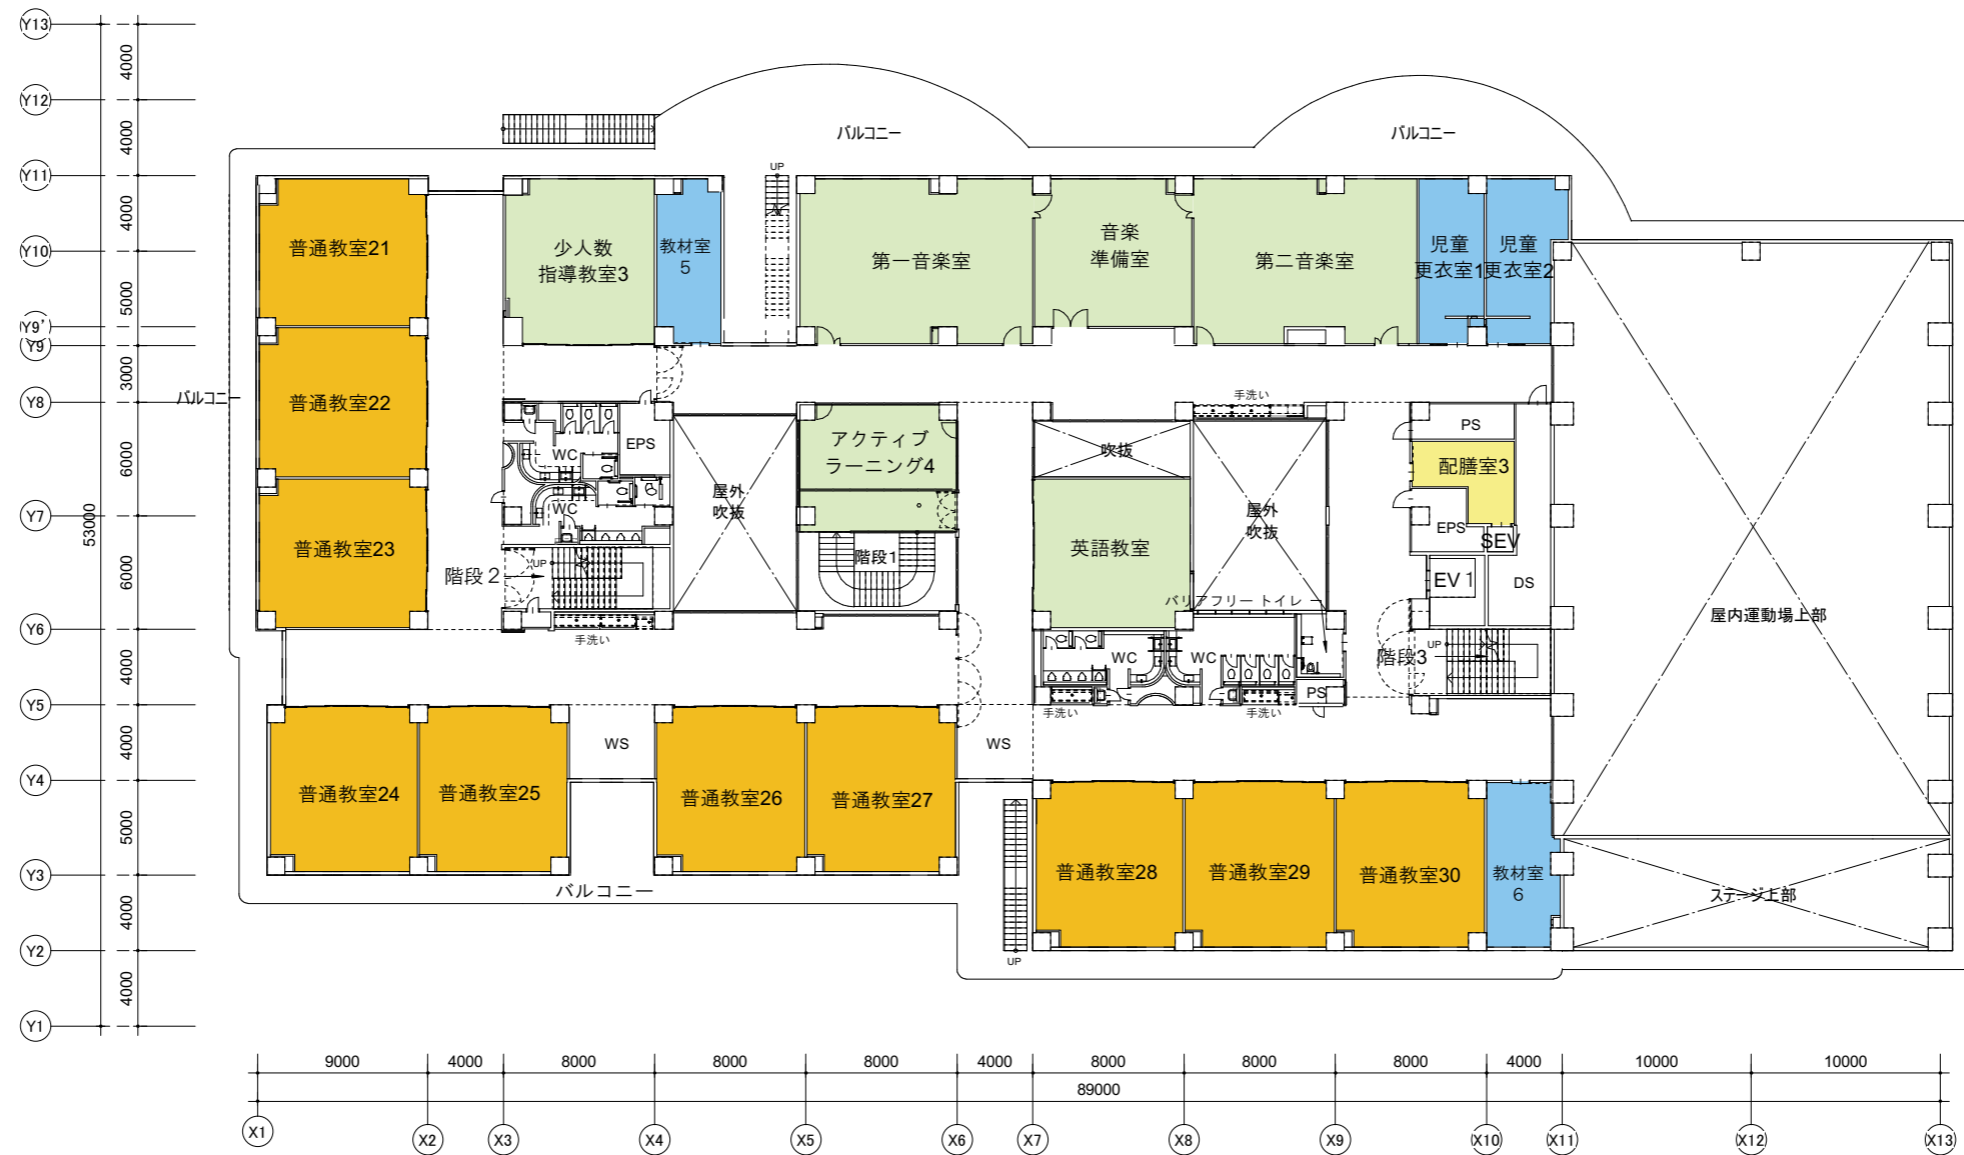 Y13
4000
Y12
4000
バルコニー
バルコニー
Y11
UP
4000
普通教室21
少人数
指導教室3
教材室
5
第一音楽室
音楽
準備室
第二音楽室
児童
更衣室1
児童
更衣室2
Y10
5000
Y9'
Y9
3000
バルコニー
普通教室22
手洗い
Y8
6000
WC
EPS
アクティブ
ラーニング4
吹抜
PS
配膳室3
屋外
吹抜
屋外
吹抜
Y7
53000
WC
EPS
SEV
普通教室23
階段1
英語教室
6000
階段2
UP
EV1
DS
バリアフリートイレ
Y6
手洗い
屋内運動場上部
4000
WC
WC
階段3
UP
PS
Y5
手洗い
手洗い
4000
WS
WS
Y4
普通教室24
普通教室25
普通教室26
普通教室27
5000
普通教室28
普通教室29
普通教室30
教材室
6
Y3
バルコニー
ステージ上部
4000
Y2
UP
4000
Y1
9000
4000
8000
8000
8000
4000
8000
8000
8000
4000
10000
10000
89000
X1
X2
X3
X4
X5
X6
X7
X8
X9
X10
X11
X12
X13